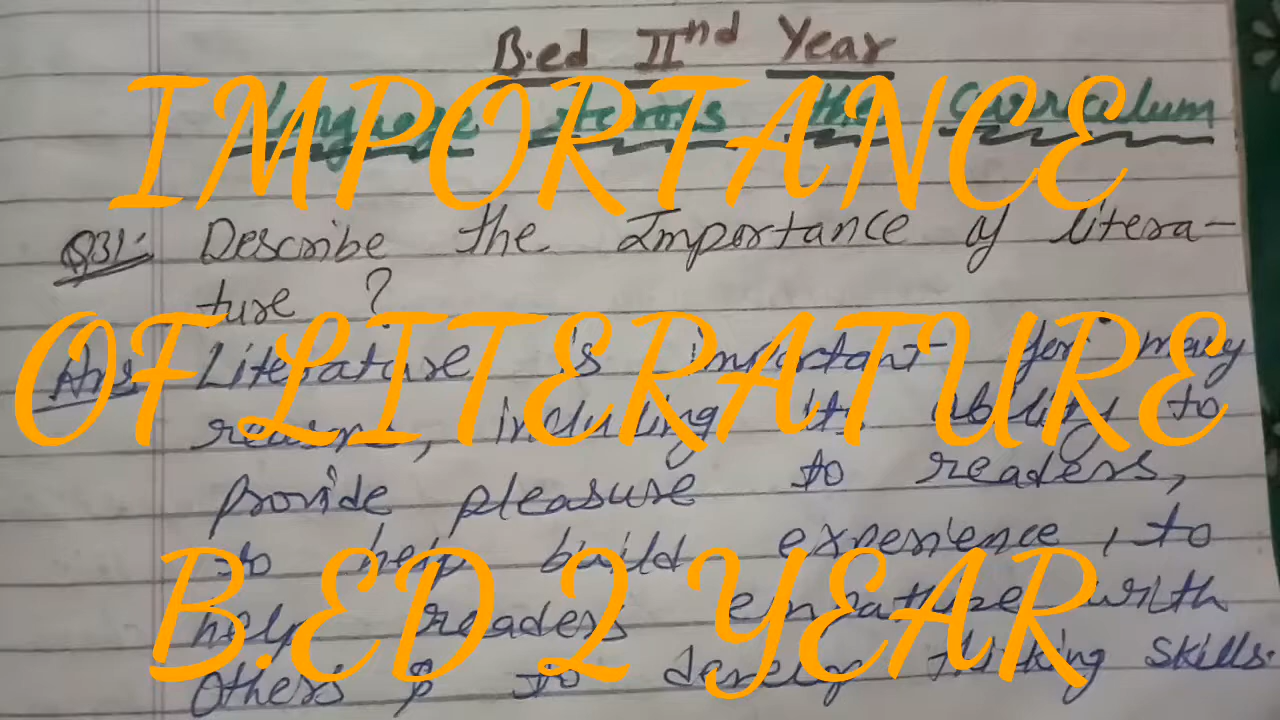 B.ed IInd Year
Language Across the Curriculum
IMPORTANCE
Q31:- Describe the Importance of litera-
ture ?
OF LITERATURE
Ans Literature is important for many
reasons, including its ability to
provide pleasure to readers,
to help build experience, to
B.ED 2 YEAR
help readers empathize with
Others & to develop thinking skills.